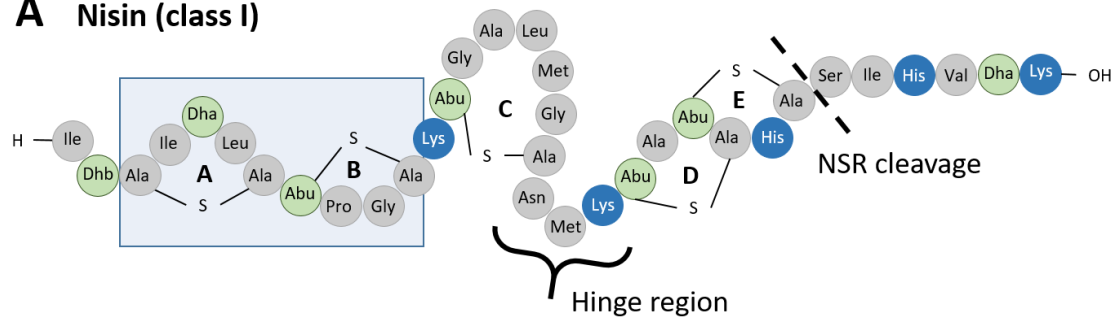 A Nisin (class I)
H
Ile
Dhb
Ala
Ile
Dha
Leu
Ala
S
A
Abu
S
B
Pro
Gly
Ala
Lys
Abu
Gly
Ala
Leu
Met
Gly
Ala
S
C
Asn
Met
Lys
Abu
Ala
Abu
Ala
S
D
S
E
Ala
His
Ser
Ile
His
Val
Dha
Lys
OH
NSR cleavage
Hinge region